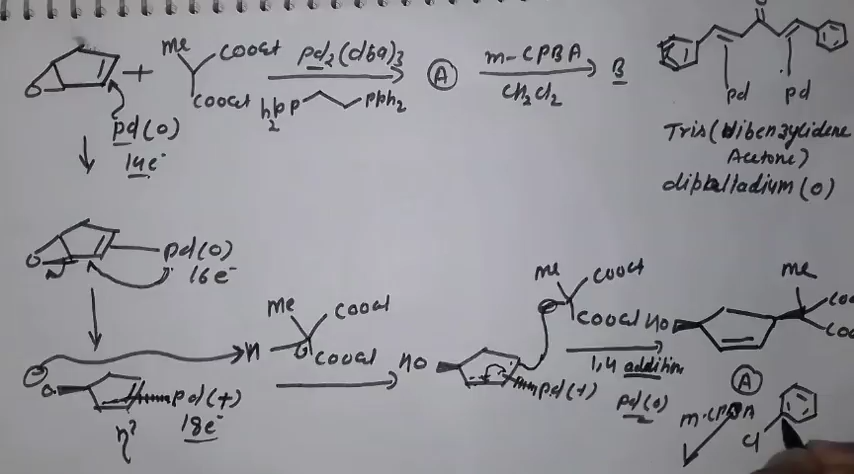 O + Me COOEt COOEt pd₂(dba)₃ h₂pp pph₂ A m-CPBA CH₂Cl₂ B
O
pd pd
pd(0)
14e⁻
Tris(dibenzylidene
Acetone)
dipalladium(0)
O pd(0)
16e⁻
Me COOEt
H COOEt
⊖ O pd(+)
η³ 18e⁻
HO pd(+)
Me COOEt
⊖ COOEt
1,4 addition
pd(0)
HO Me
A
m-CPBA
Cl